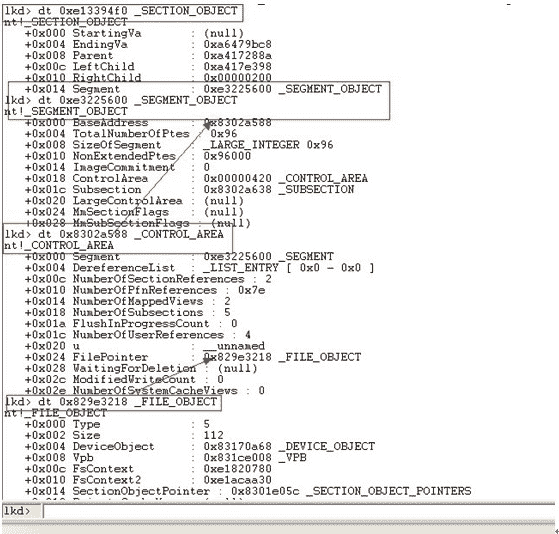 lkd> dt 0xe13394f0 _SECTION_OBJECT
nt!_SECTION_OBJECT
+0x000 StartingVa : (null)
+0x004 EndingVa : 0xa6479bc8
+0x008 Parent : 0xa417288a
+0x00c LeftChild : 0xa417e398
+0x010 RightChild : 0x00000200
+0x014 Segment : 0xe3225600 _SEGMENT_OBJECT
lkd> dt 0xe3225600 _SEGMENT_OBJECT
nt!_SEGMENT_OBJECT
+0x000 BaseAddress : 0x8302a588
+0x004 TotalNumberOfPtes : 0x96
+0x008 SizeOfSegment : _LARGE_INTEGER 0x96
+0x010 NonExtendedPtes : 0x96000
+0x014 ImageCommitment : 0
+0x018 ControlArea : 0x00000420 _CONTROL_AREA
+0x01c Subsection : 0x8302a638 _SUBSECTION
+0x020 LargeControlArea : (null)
+0x024 MmSectionFlags : (null)
+0x028 MmSubSectionFlags : (null)
lkd> dt 0x8302a588 _CONTROL_AREA
nt!_CONTROL_AREA
+0x000 Segment : 0xe3225600 _SEGMENT
+0x004 DereferenceList : _LIST_ENTRY [ 0x0 - 0x0 ]
+0x00c NumberOfSectionReferences : 2
+0x010 NumberOfPfnReferences : 0x7e
+0x014 NumberOfMappedViews : 2
+0x018 NumberOfSubsections : 5
+0x01a FlushInProgressCount : 0
+0x01c NumberOfUserReferences : 4
+0x020 u : __unnamed
+0x024 FilePointer : 0x829e3218 _FILE_OBJECT
+0x028 WaitingForDeletion : (null)
+0x02c ModifiedWriteCount : 0
+0x02e NumberOfSystemCacheViews : 0
lkd> dt 0x829e3218 _FILE_OBJECT
nt!_FILE_OBJECT
+0x000 Type : 5
+0x002 Size : 112
+0x004 DeviceObject : 0x83170a68 _DEVICE_OBJECT
+0x008 Vpb : 0x831ce008 _VPB
+0x00c FsContext : 0xe1820780
+0x010 FsContext2 : 0xe1acaa30
+0x014 SectionObjectPointer : 0x8301e05c _SECTION_OBJECT_POINTERS
lkd>